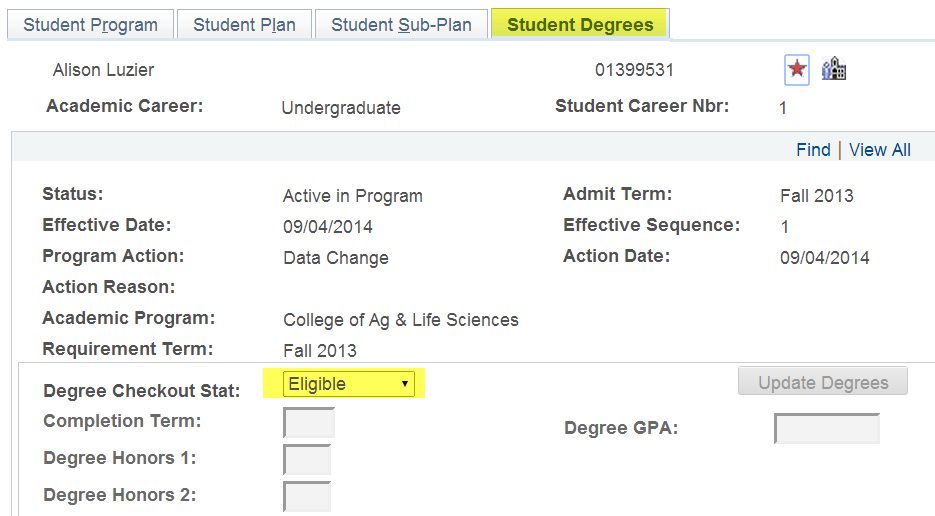 Student Program Student Plan Student Sub-Plan Student Degrees
Alison Luzier 01399531
Academic Career: Undergraduate Student Career Nbr: 1
Find | View All
Status: Active in Program Admit Term: Fall 2013
Effective Date: 09/04/2014 Effective Sequence: 1
Program Action: Data Change Action Date: 09/04/2014
Action Reason:
Academic Program: College of Ag & Life Sciences
Requirement Term: Fall 2013
Degree Checkout Stat: Eligible Update Degrees
Completion Term: Degree GPA:
Degree Honors 1:
Degree Honors 2: